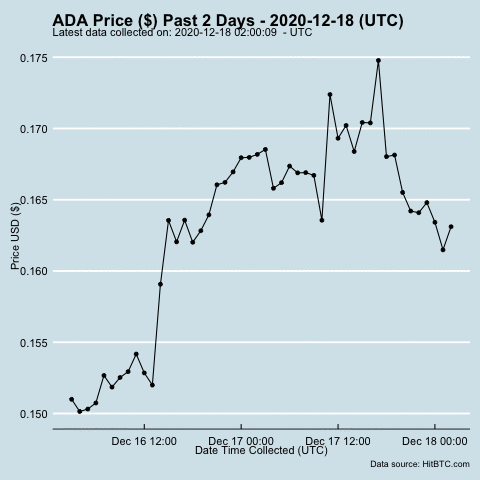 ADA Price ($) Past 2 Days - 2020-12-18 (UTC)
Latest data collected on: 2020-12-18 02:00:09  - UTC
Price USD ($)
0.175
0.170
0.165
0.160
0.155
0.150
Dec 16 12:00 Dec 17 00:00 Dec 17 12:00 Dec 18 00:00
Date Time Collected (UTC)
Data source: HitBTC.com